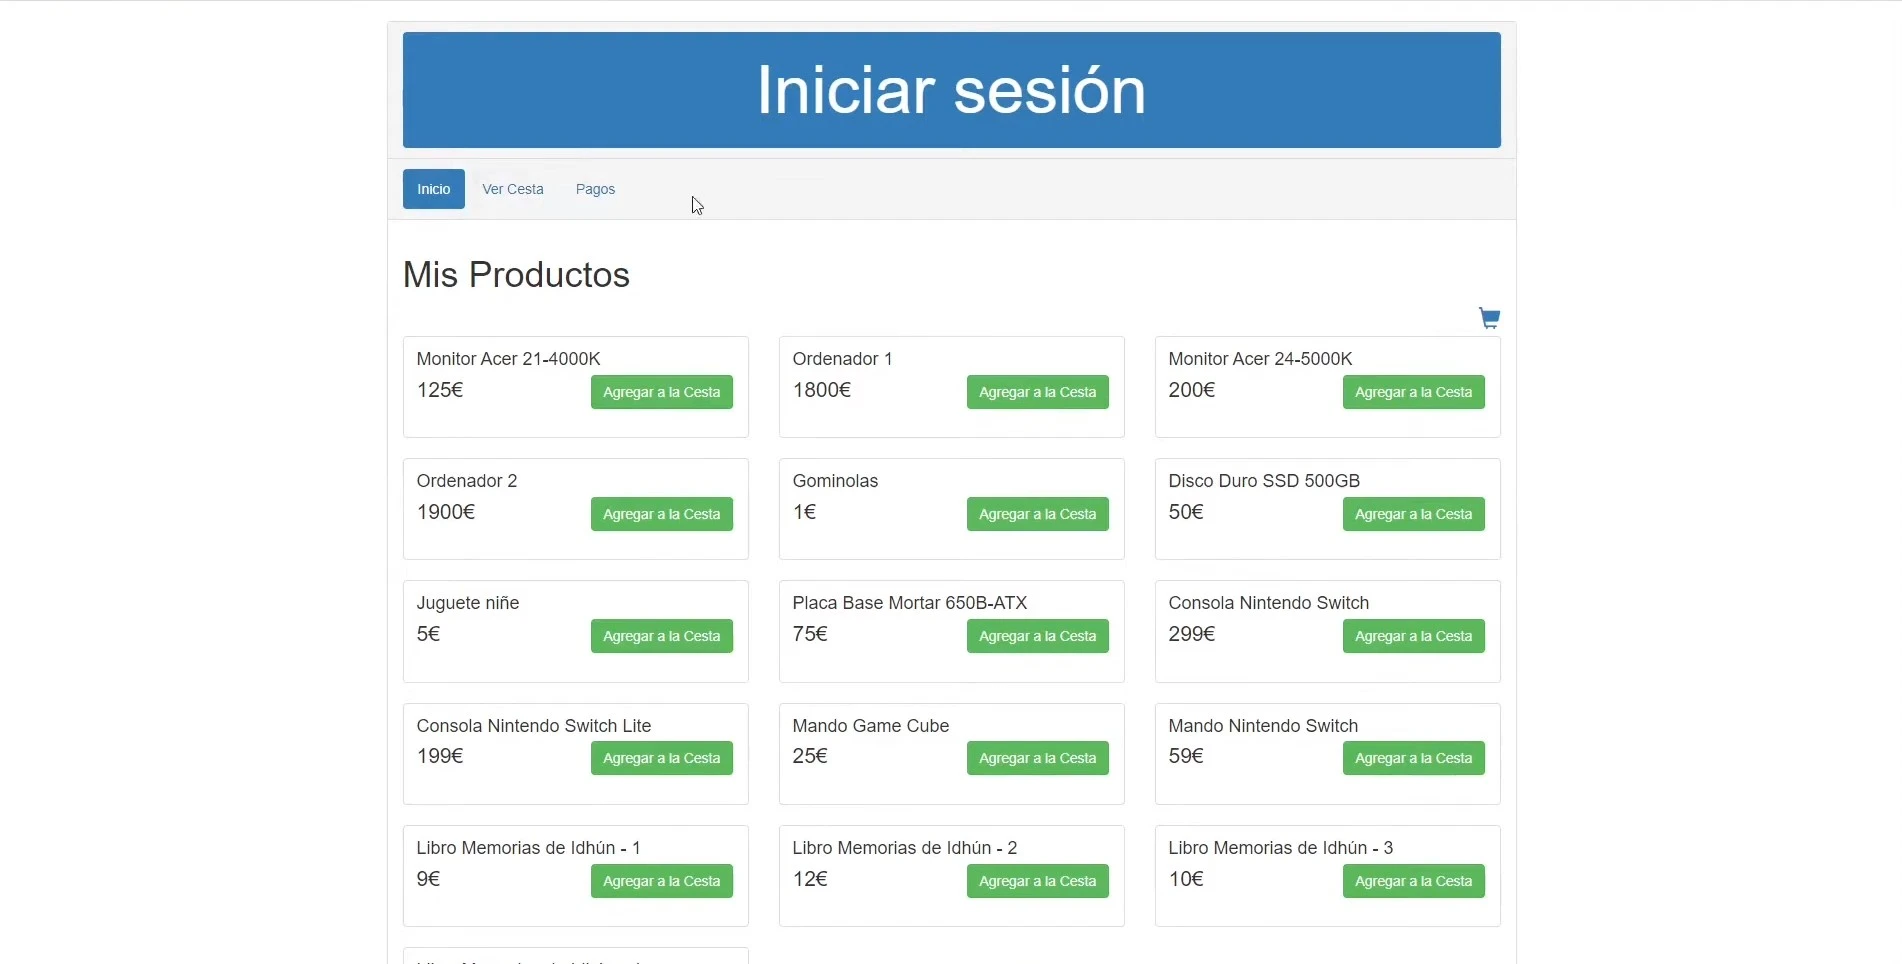 Iniciar sesión
Inicio Ver Cesta Pagos
Mis Productos
Monitor Acer 21-4000K
125€ Agregar a la Cesta
Ordenador 1
1800€ Agregar a la Cesta
Monitor Acer 24-5000K
200€ Agregar a la Cesta
Ordenador 2
1900€ Agregar a la Cesta
Gominolas
1€ Agregar a la Cesta
Disco Duro SSD 500GB
50€ Agregar a la Cesta
Juguete niñe
5€ Agregar a la Cesta
Placa Base Mortar 650B-ATX
75€ Agregar a la Cesta
Consola Nintendo Switch
299€ Agregar a la Cesta
Consola Nintendo Switch Lite
199€ Agregar a la Cesta
Mando Game Cube
25€ Agregar a la Cesta
Mando Nintendo Switch
59€ Agregar a la Cesta
Libro Memorias de Idhún - 1
9€ Agregar a la Cesta
Libro Memorias de Idhún - 2
12€ Agregar a la Cesta
Libro Memorias de Idhún - 3
10€ Agregar a la Cesta